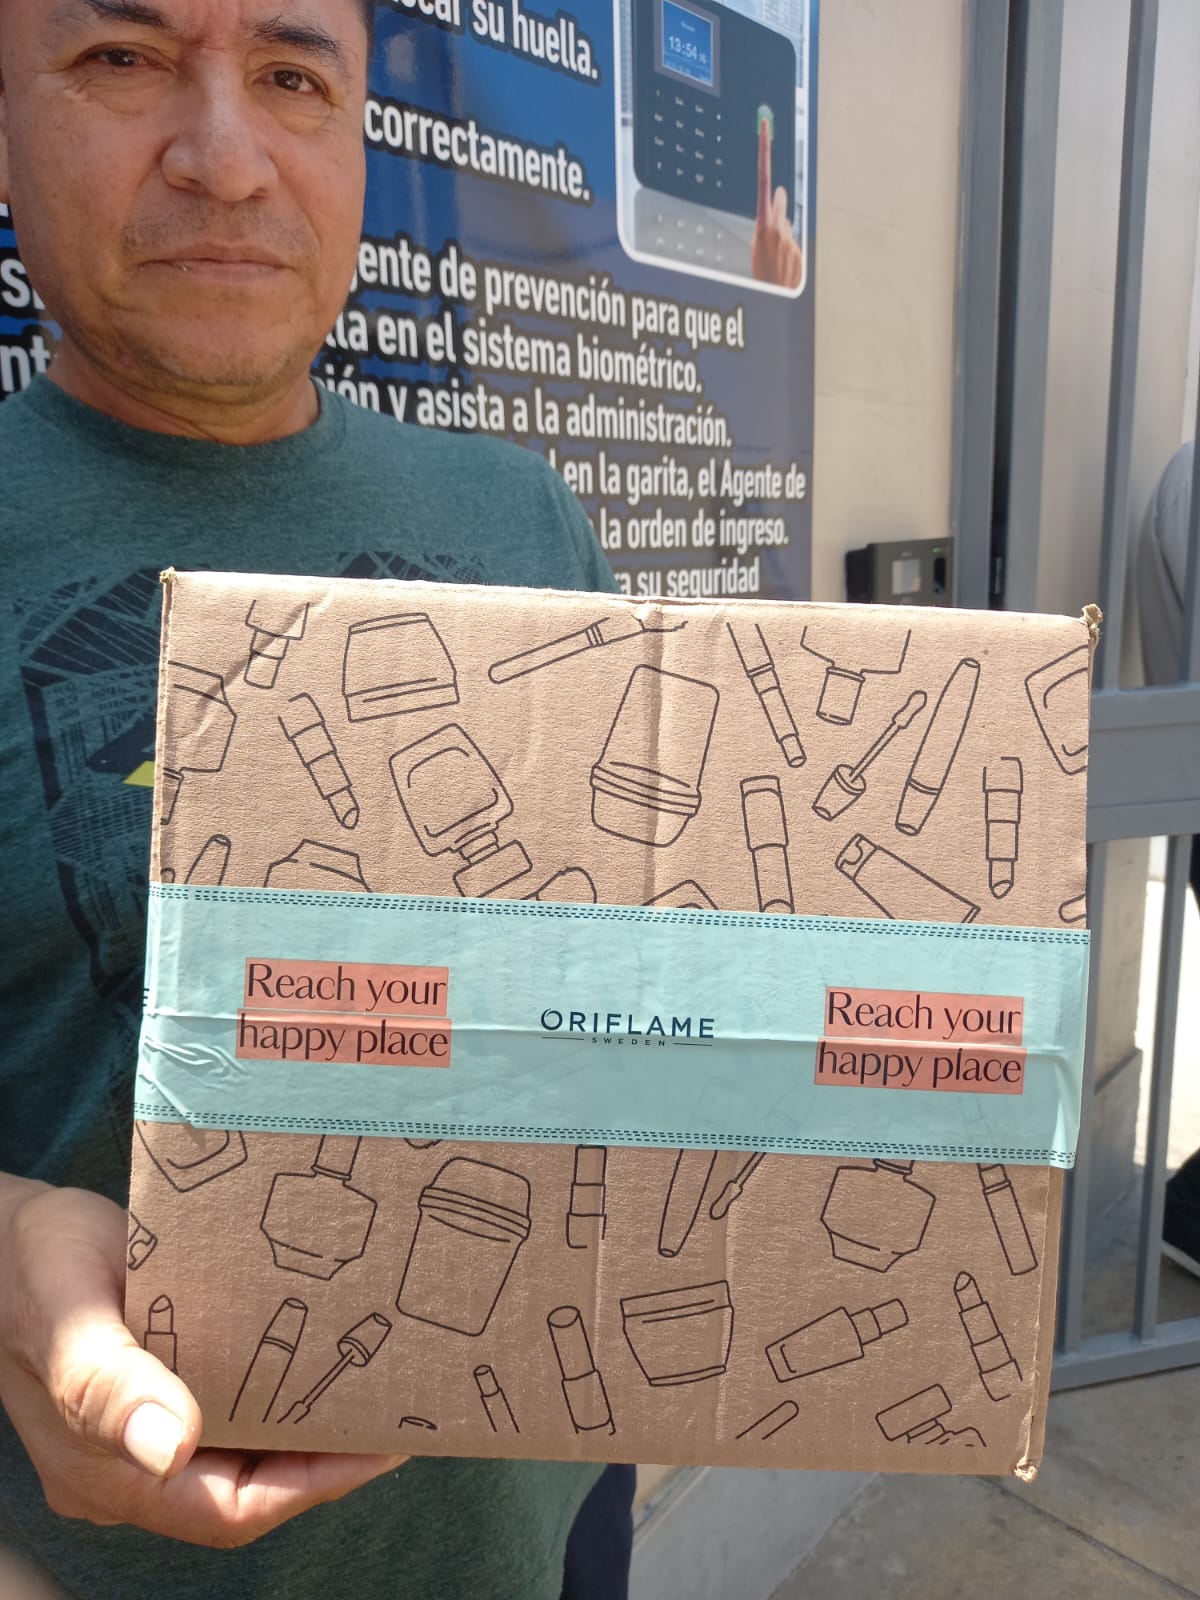 su huella.
correctamente.
13:54
ente de prevención para que el
en el sistema biométrico.
y asista a la administración.
en la garita, el Agente de
la orden de ingreso.
su seguridad
Reach your
happy place
ORIFLAME
SWEDEN
Reach your
happy place